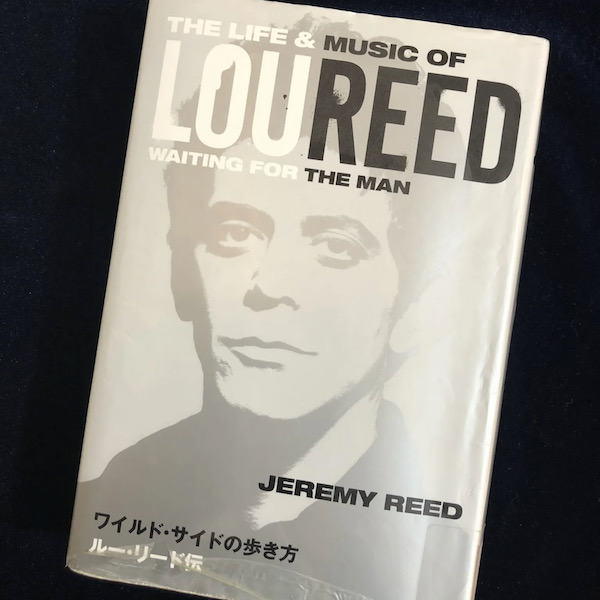 THE LIFE & MUSIC OF
LOU REED
WAITING FOR THE MAN
JEREMY REED
ワイルド・サイドの歩き方
ルー・リード伝